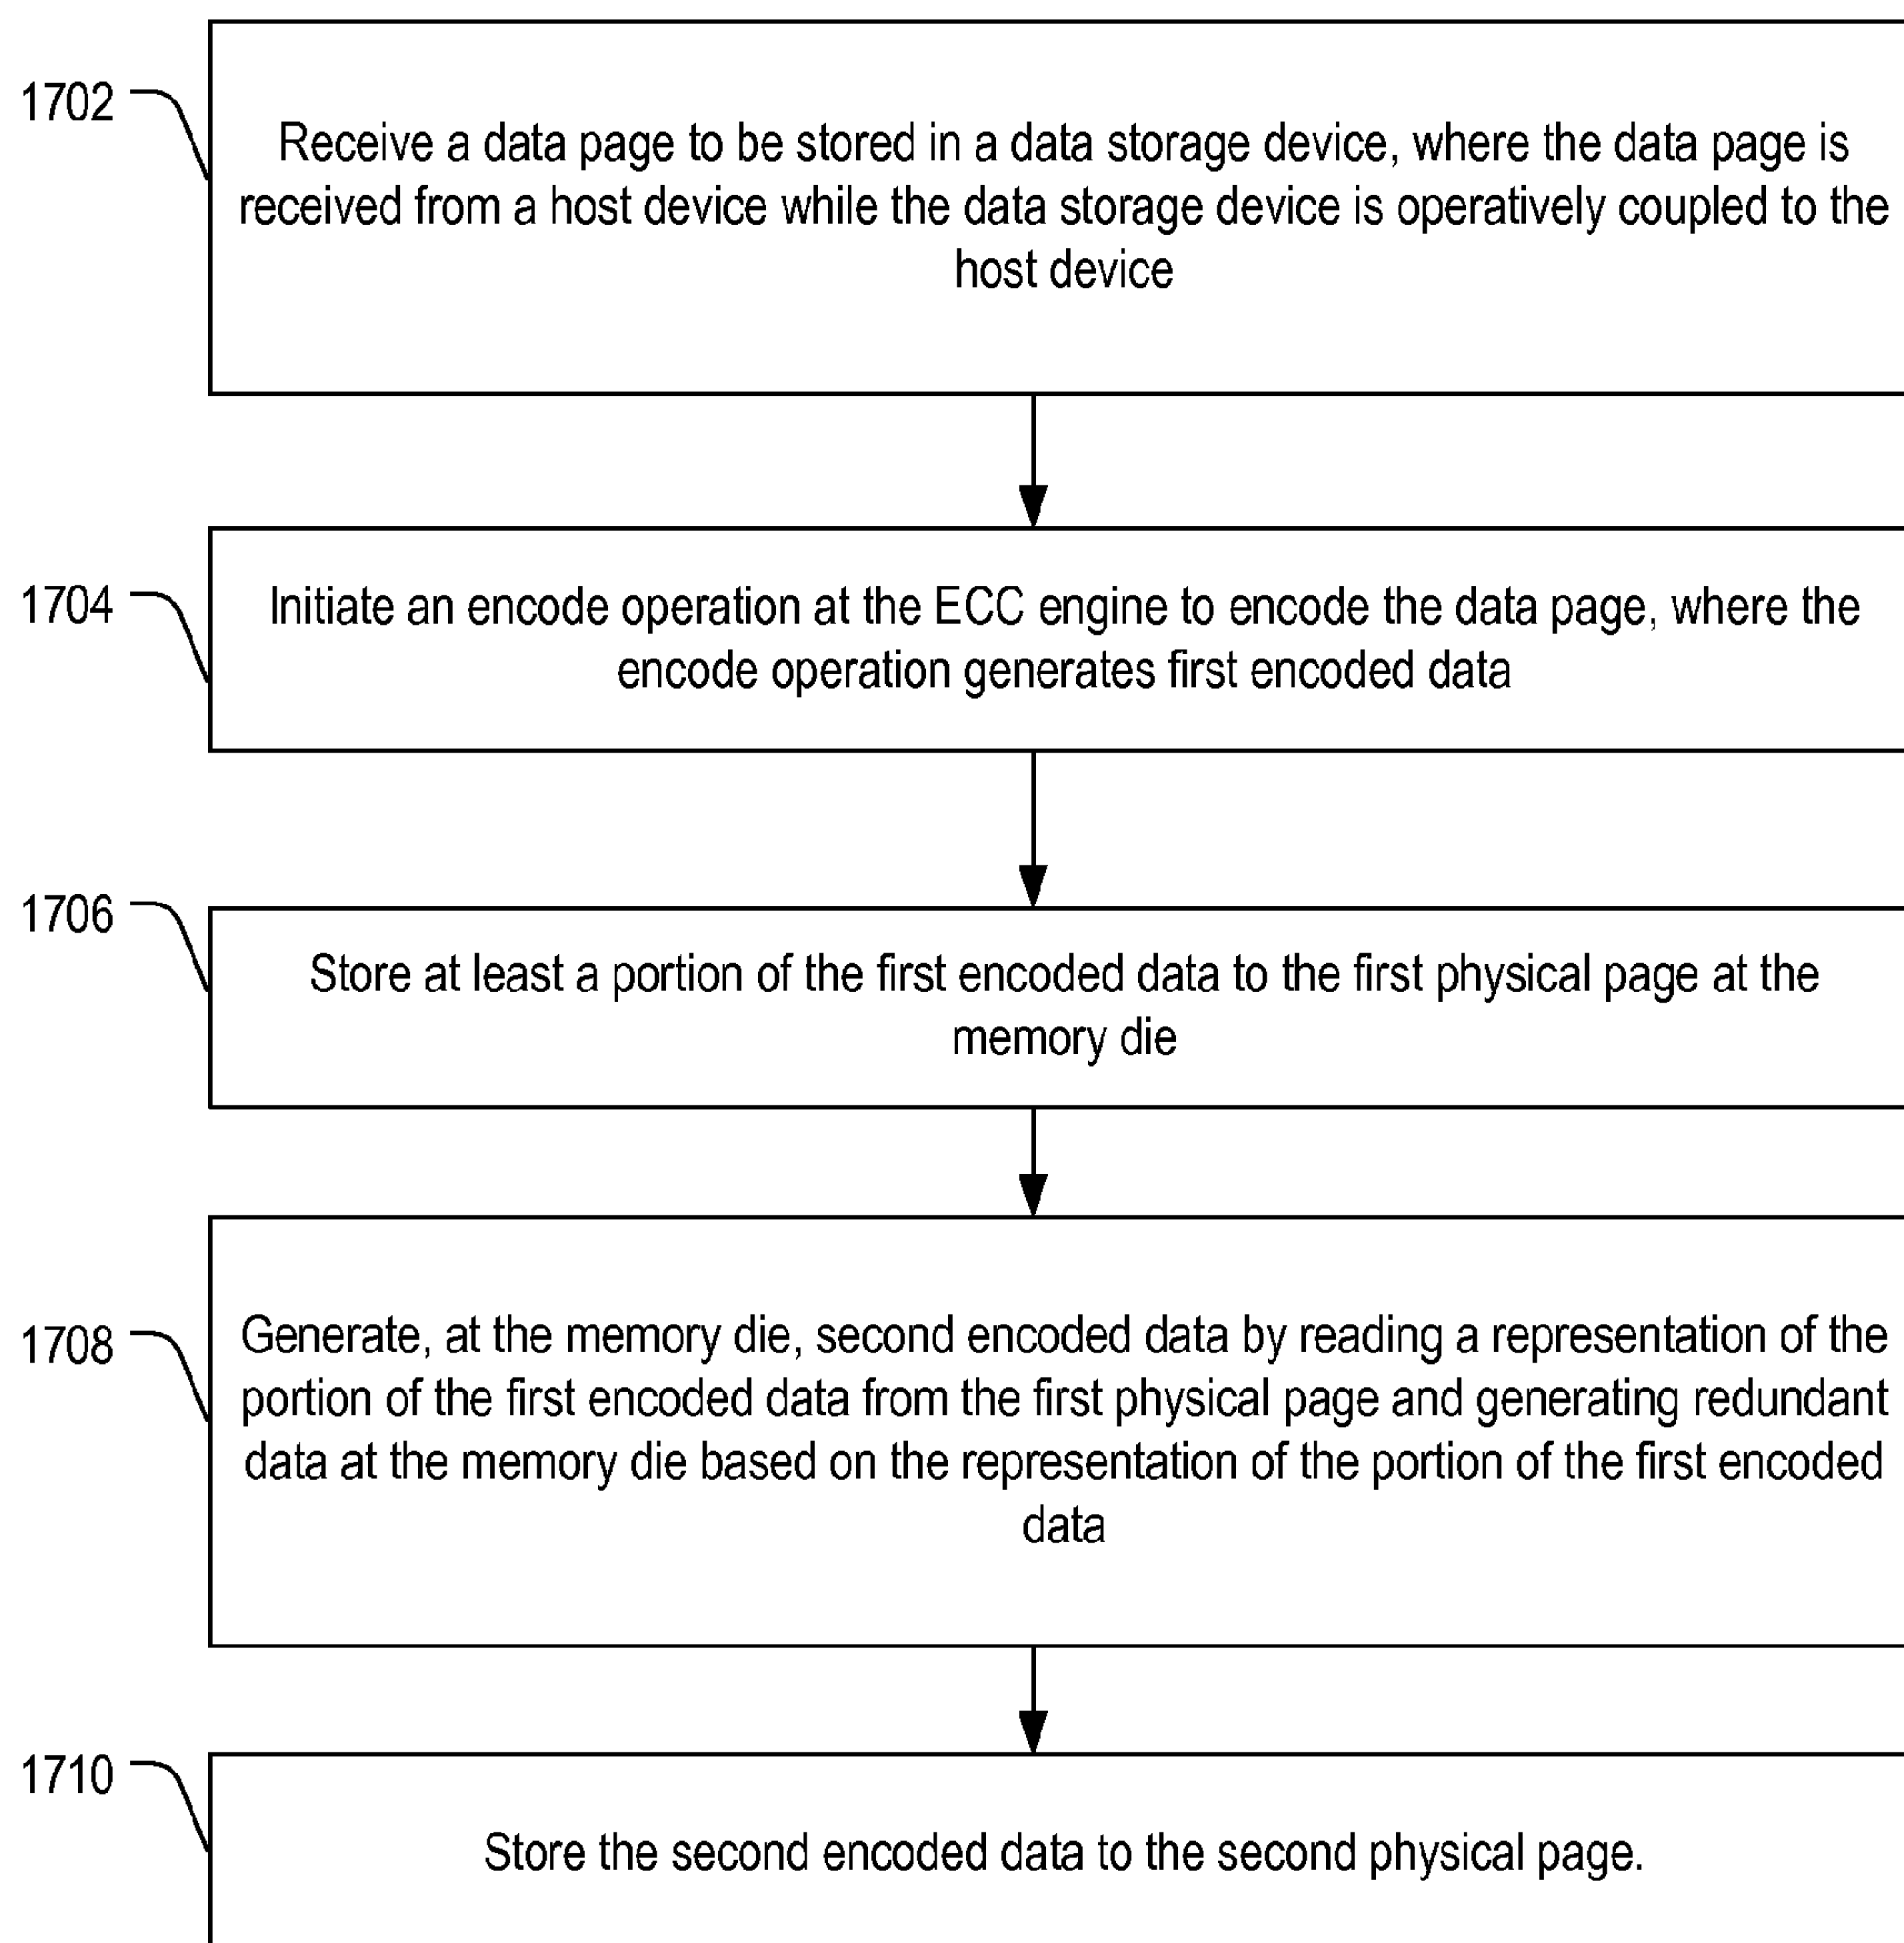 1702
Receive a data page to be stored in a data storage device, where the data page is
received from a host device while the data storage device is operatively coupled to the
host device
1704
Initiate an encode operation at the ECC engine to encode the data page, where the
encode operation generates first encoded data
1706
Store at least a portion of the first encoded data to the first physical page at the
memory die
1708
Generate, at the memory die, second encoded data by reading a representation of the
portion of the first encoded data from the first physical page and generating redundant
data at the memory die based on the representation of the portion of the first encoded
data
1710
Store the second encoded data to the second physical page.